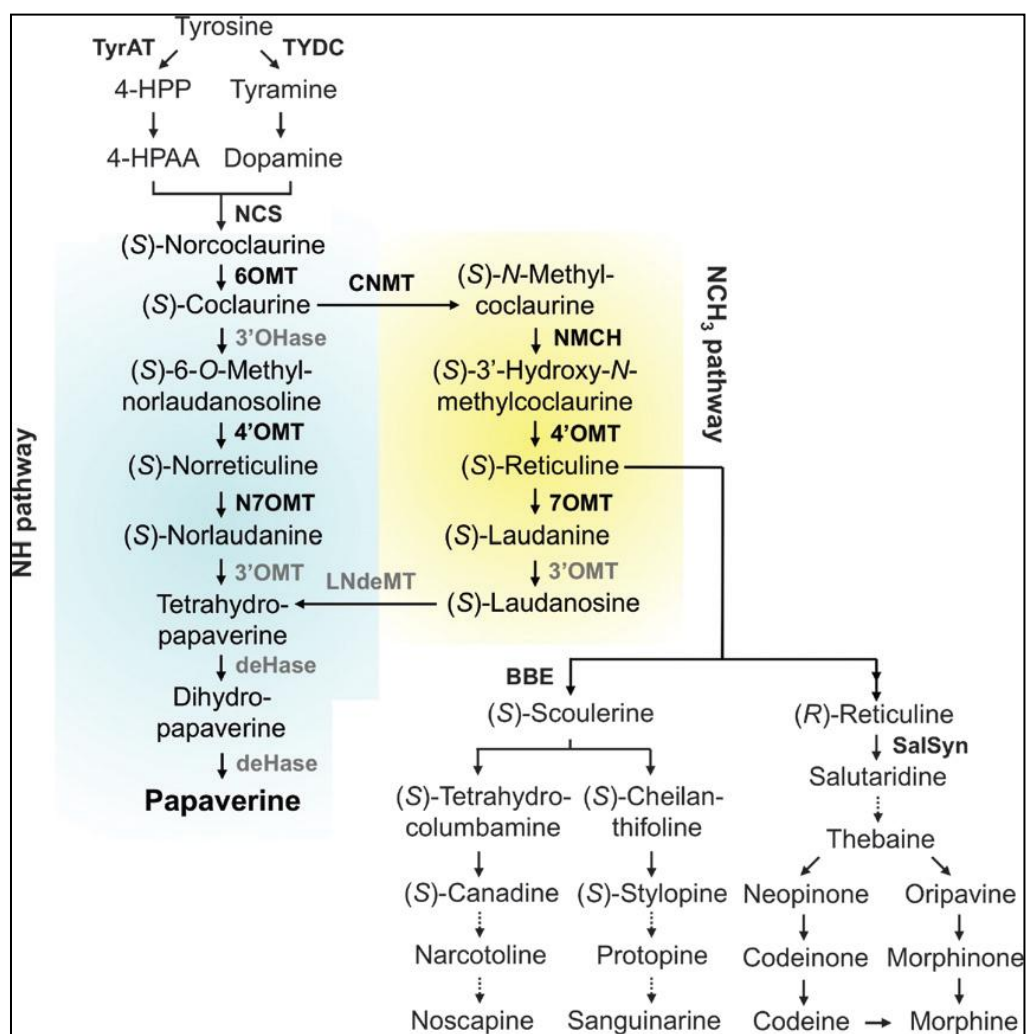 Tyrosine
TyrAT
TYDC
4-HPP
Tyramine
4-HPAA
Dopamine
NCS
(S)-Norcoclaurine
6OMT
(S)-Coclaurine
CNMT
(S)-N-Methyl-
coclaurine
3'OHase
NMCH
(S)-6-O-Methyl-
norlaudanosoline
(S)-3'-Hydroxy-N-
methylcoclaurine
4'OMT
4'OMT
(S)-Norreticuline
(S)-Reticuline
N7OMT
7OMT
(S)-Norlaudanine
(S)-Laudanine
3'OMT
LNdeMT
3'OMT
Tetrahydro-
papaverine
(S)-Laudanosine
deHase
Dihydro-
papaverine
deHase
Papaverine
NH pathway
NCH₃ pathway
BBE
(S)-Scoulerine
(R)-Reticuline
SalSyn
Salutaridine
(S)-Tetrahydro-
columbamine
(S)-Cheilan-
thifoline
Thebaine
(S)-Canadine
(S)-Stylopine
Neopinone
Oripavine
Narcotoline
Protopine
Codeinone
Morphinone
Noscapine
Sanguinarine
Codeine
Morphine